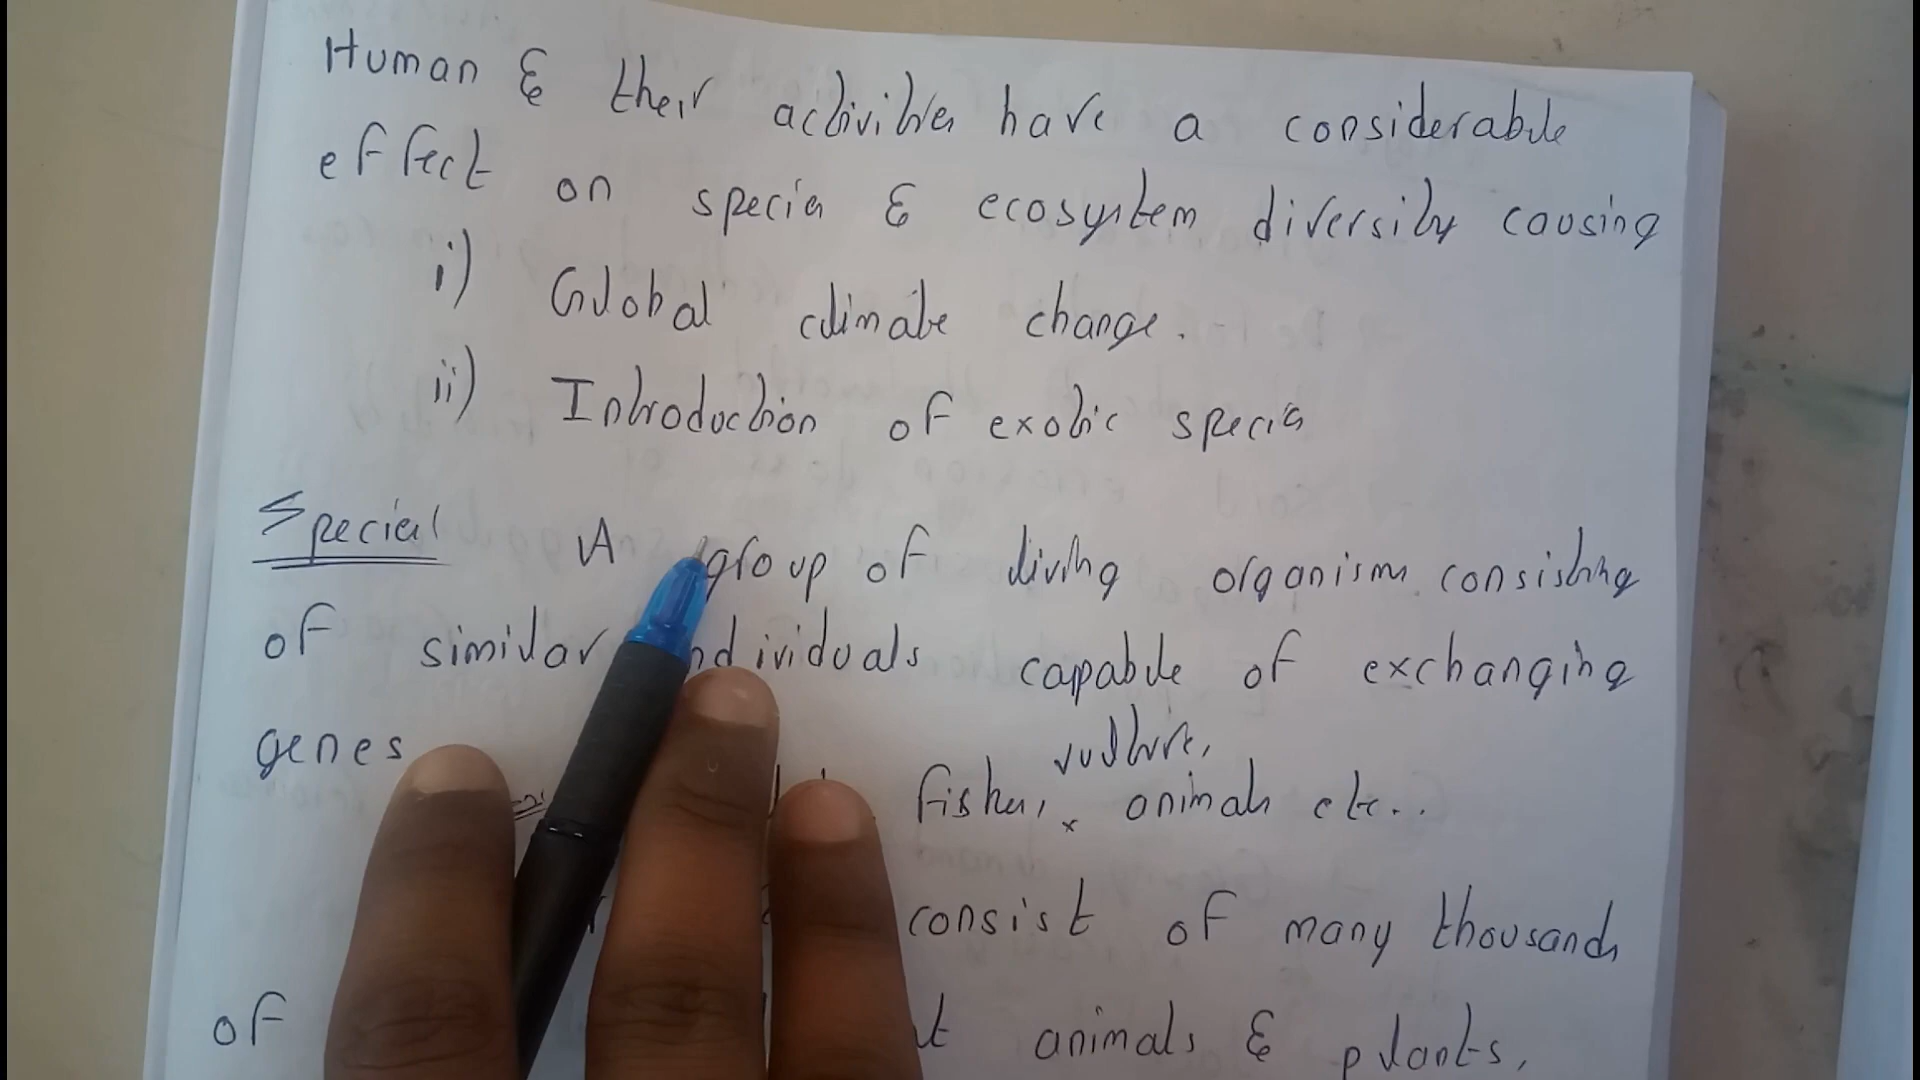 Human & their activities have a considerable
effect on species & ecosystem diversity causing
i) Global climate change.
ii) Introduction of exotic species
Species A group of living organisms consisting
of similar individuals capable of exchanging
genes
vulture,
fishes, x animals etc..
consist of many thousands
of animals & plants,